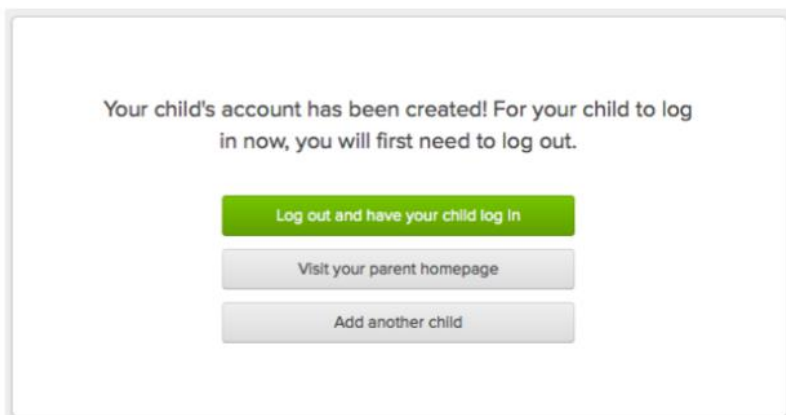 Your child's account has been created! For your child to log
in now, you will first need to log out.
Log out and have your child log in
Visit your parent homepage
Add another child